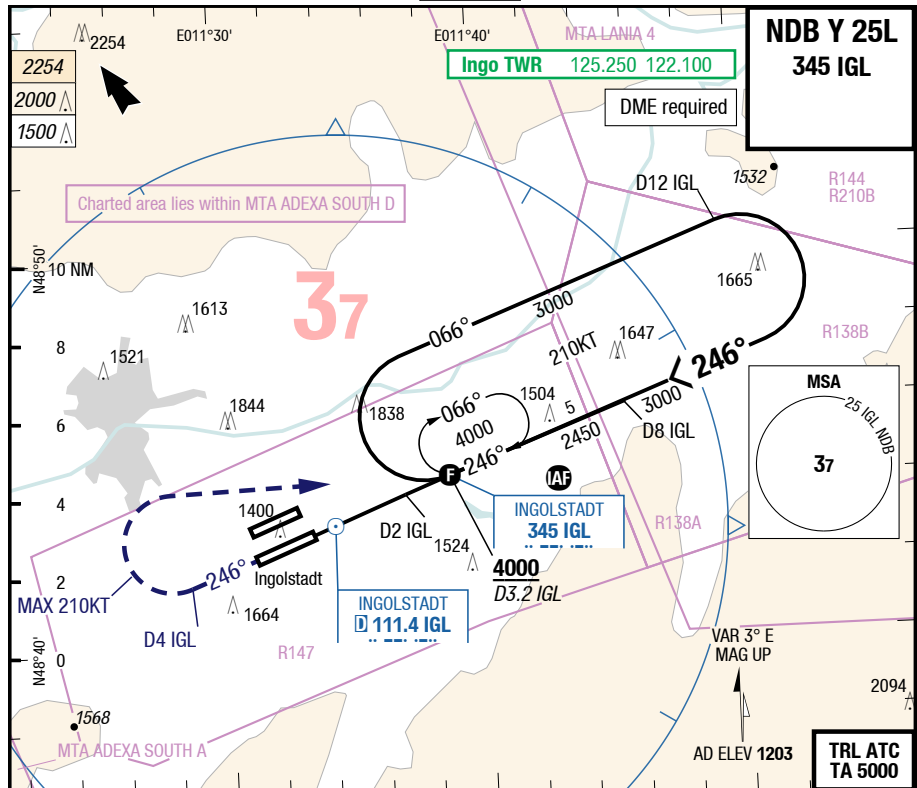 2254
E011°30'
E011°40'
MTA LANIA 4
NDB Y 25L
345 IGL
2254
2000
1500
Ingo TWR 125.250 122.100
DME required
1532
R144
R210B
D12 IGL
Charted area lies within MTA ADEXA SOUTH D
N48°50'
10 NM
37
1665
1613
066°
3000
1647
R138B
8
1521
210KT
246°
MSA
25 IGL NDB
37
1844
1838
066°
1504
5
3000
6
4000
2450
D8 IGL
246°
F
IAF
4
1400
INGOLSTADT
345 IGL
R138A
D2 IGL
1524
4000
D3.2 IGL
246°
Ingolstadt
2
MAX 210KT
1664
INGOLSTADT
D 111.4 IGL
D4 IGL
R147
VAR 3° E
MAG UP
N48°40'
0
2094
1568
MTA ADEXA SOUTH A
AD ELEV 1203
TRL ATC
TA 5000